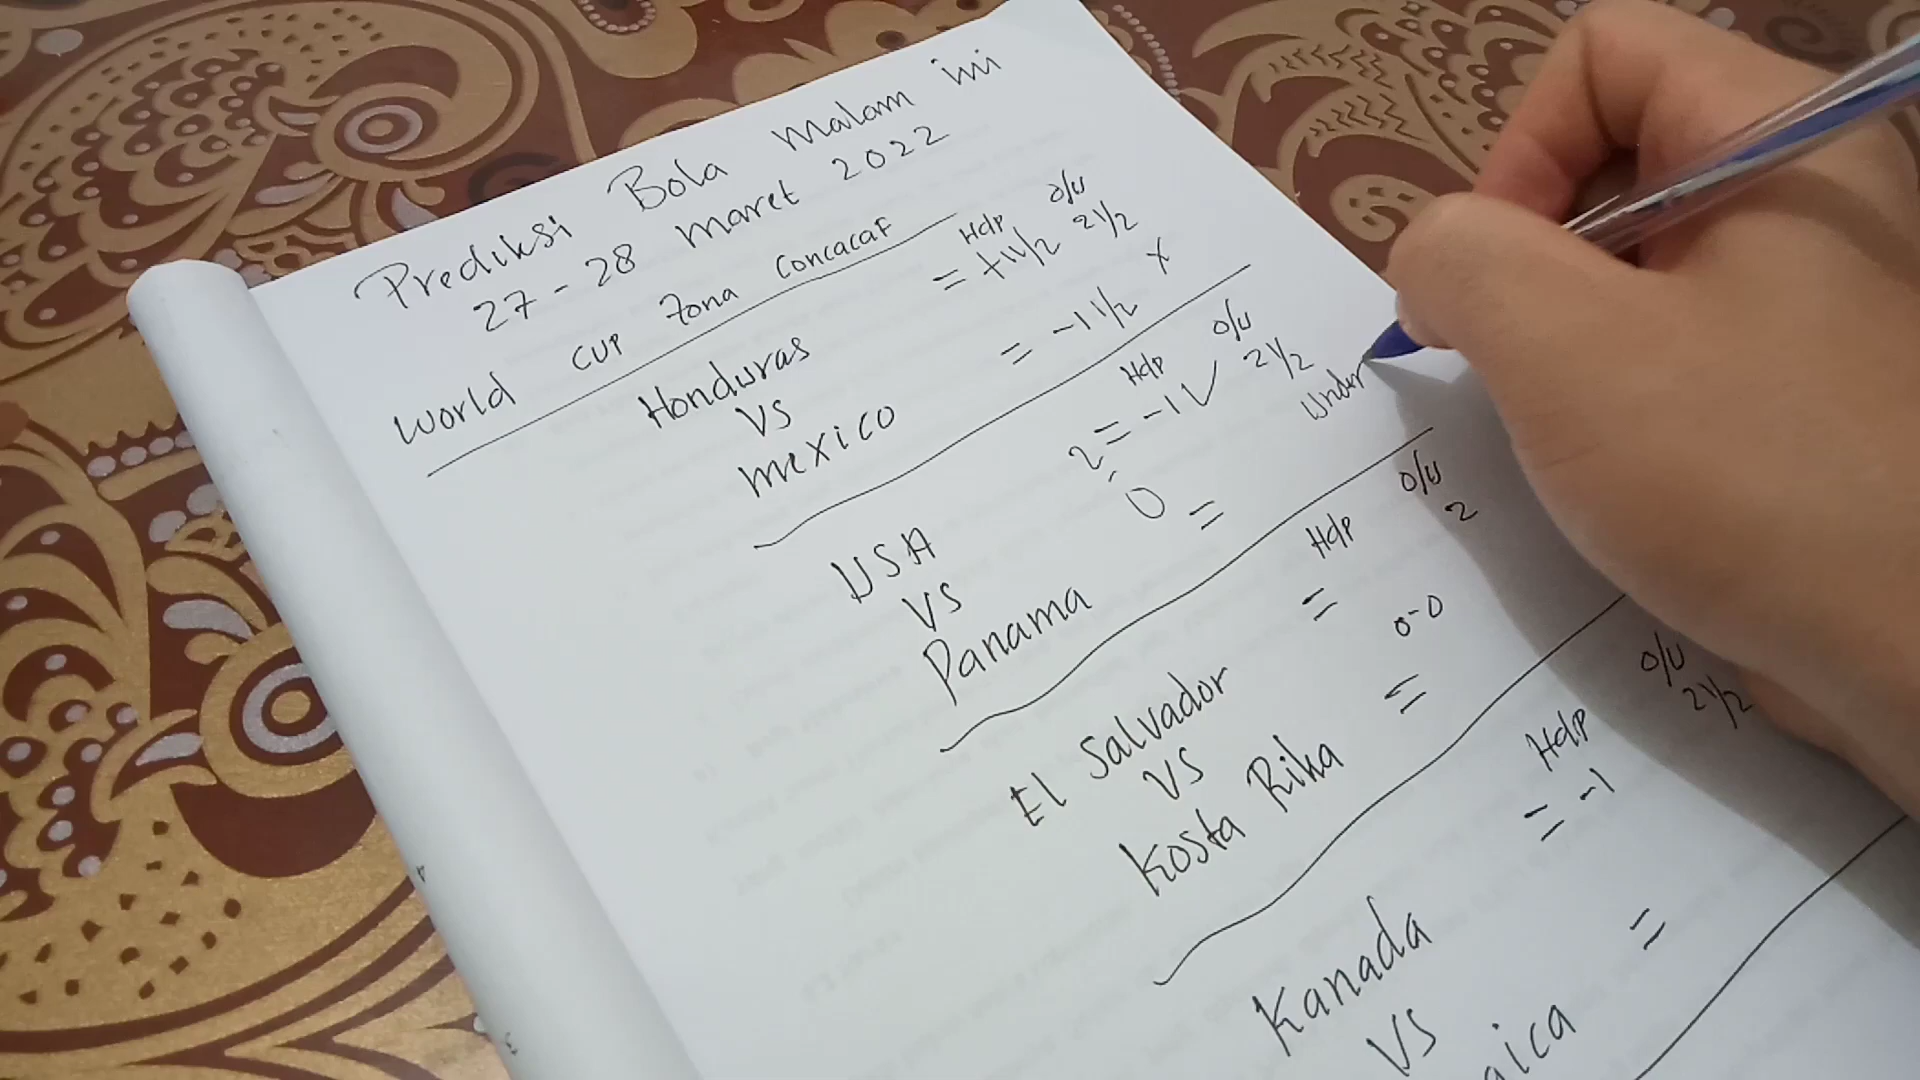 Prediksi Bola Malam ini
27 - 28 Maret 2022
World CUP Zona Concacaf
Hdp O/U
Honduras = +1 1/2 2 1/2
VS
Mexico = -1 1/2 X
Hdp O/U
USA 2 = -1 ✓ 2 1/2
VS -
Panama 0 = Under
Hdp O/U
El Salvador = 2
VS 0-0
Kosta Rika =
Hdp O/U
Kanada = -1 2 1/2
VS
aica =